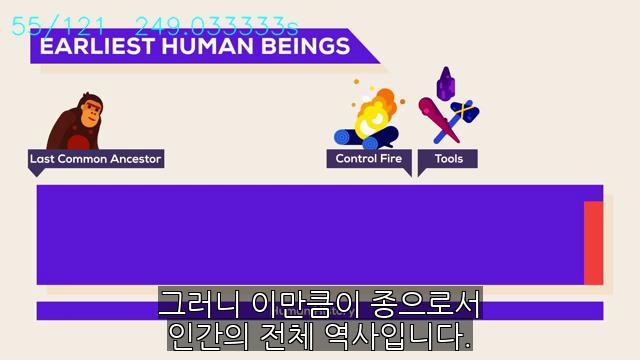 55/121 249.033333s
EARLIEST HUMAN BEINGS
Last Common Ancestor
Control Fire
Tools
그러니 이만큼이 종으로서
인간의 전체 역사입니다.